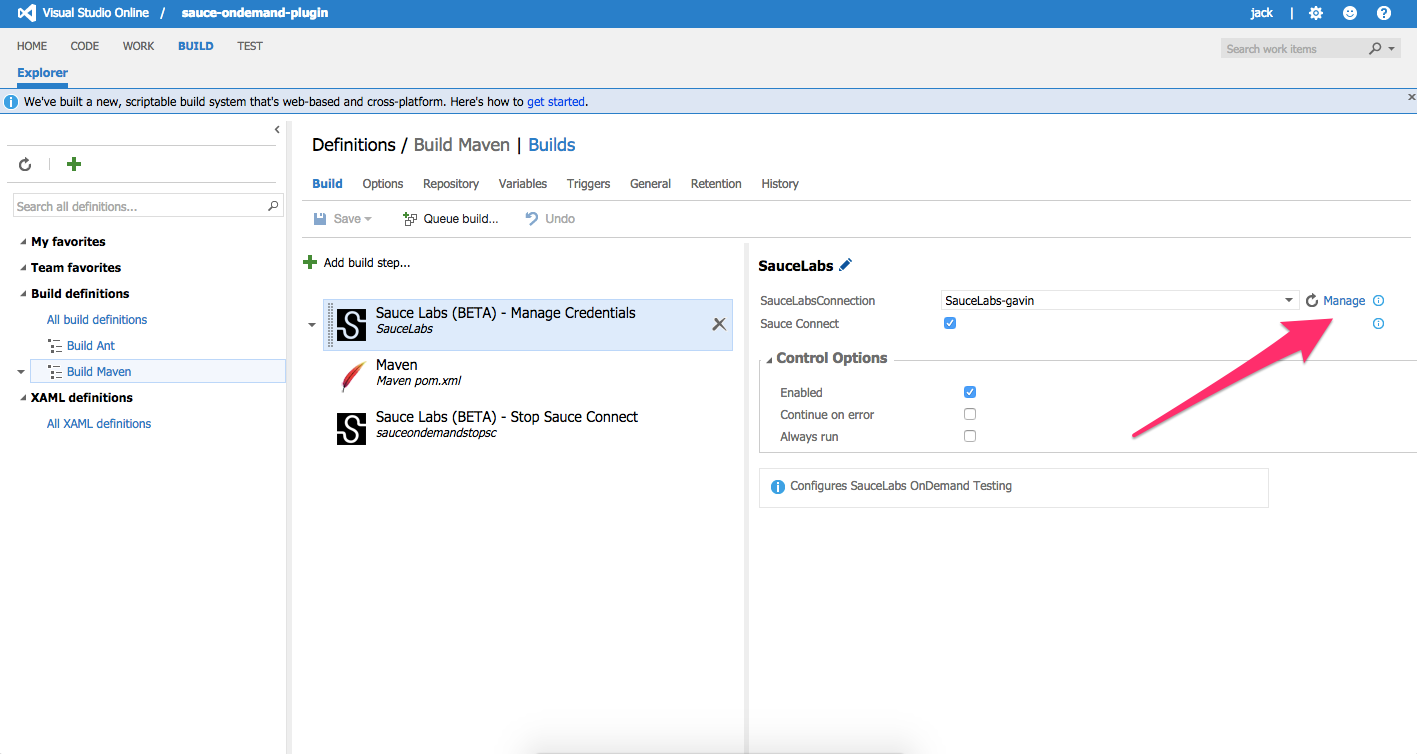 Visual Studio Online / sauce-ondemand-plugin
jack |
HOME CODE WORK BUILD TEST
Search work items
Explorer
We've built a new, scriptable build system that's web-based and cross-platform. Here's how to get started.
Search all definitions...
My favorites
Team favorites
Build definitions
All build definitions
Build Ant
Build Maven
XAML definitions
All XAML definitions
Definitions / Build Maven | Builds
Build Options Repository Variables Triggers General Retention History
Save Queue build... Undo
Add build step...
Sauce Labs (BETA) - Manage Credentials
SauceLabs
Maven
Maven pom.xml
Sauce Labs (BETA) - Stop Sauce Connect
sauceondemandstopsc
SauceLabs
SauceLabsConnection SauceLabs-gavin Manage
Sauce Connect
Control Options
Enabled
Continue on error
Always run
Configures SauceLabs OnDemand Testing